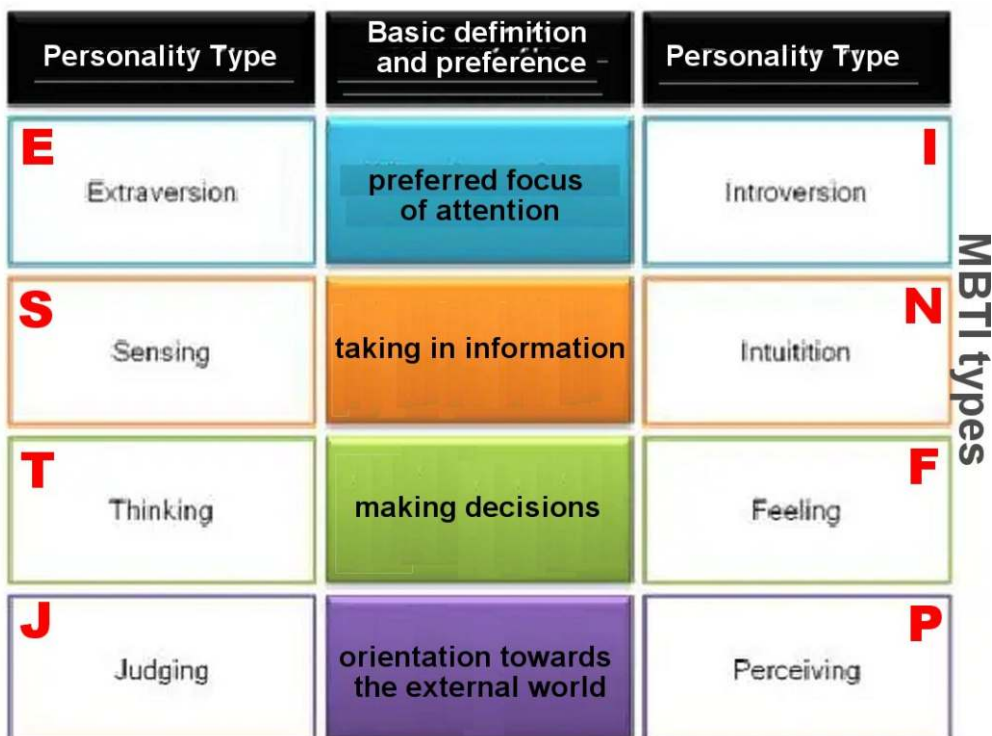 Personality Type
Basic definition
and preference
Personality Type
E
Extraversion
preferred focus
of attention
I
Introversion
S
Sensing
taking in information
N
Intuitition
T
Thinking
making decisions
F
Feeling
J
Judging
orientation towards
the external world
P
Perceiving
MBTI types